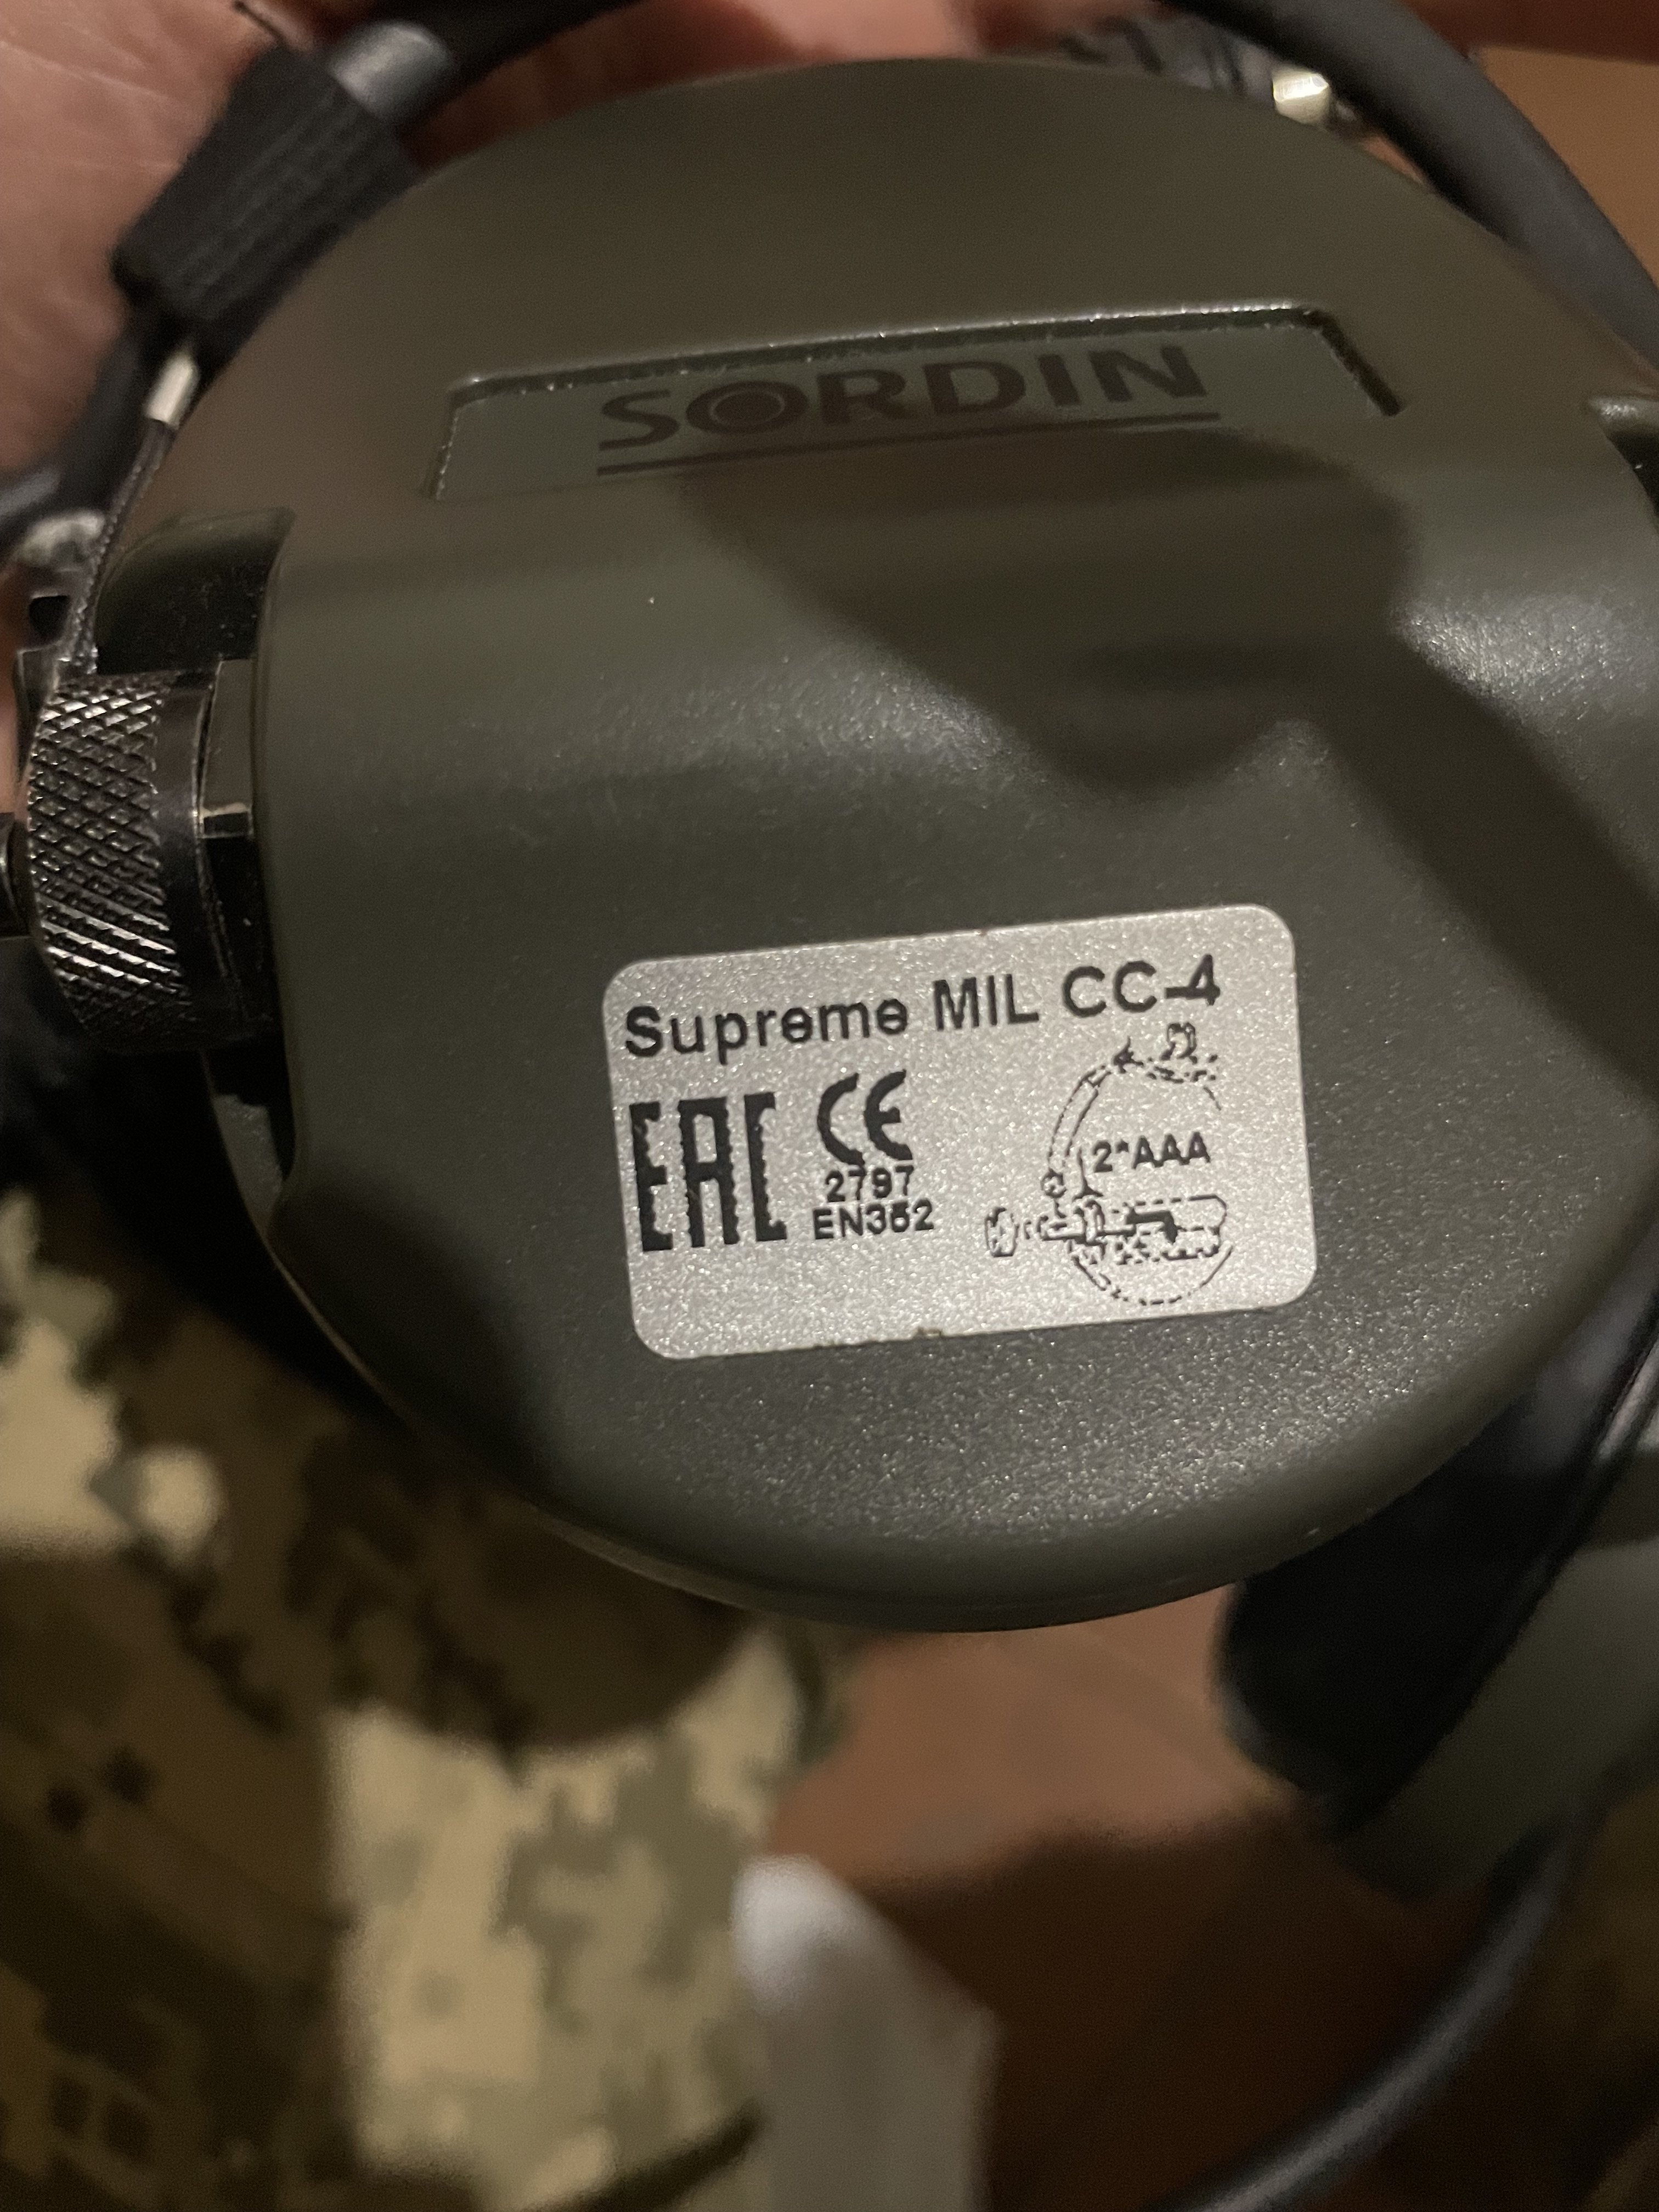 SORDIN
Supreme MIL CC-4
EAC CE
2797
EN352
2*AAA